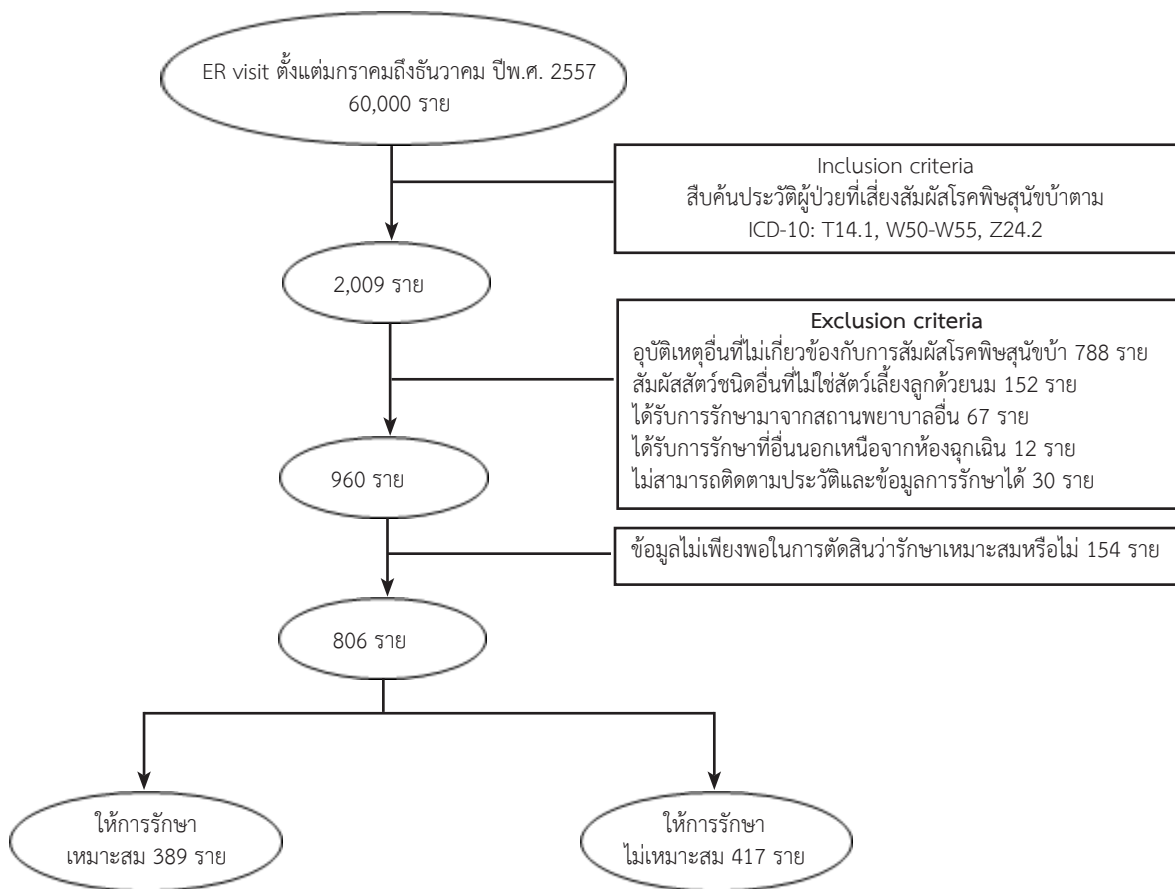 ER visit ตั้งแต่มกราคมถึงธันวาคม ปีพ.ศ. 2557
60,000 ราย
Inclusion criteria
สืบค้นประวัติผู้ป่วยที่เสี่ยงสัมผัสโรคพิษสุนัขบ้าตาม
ICD-10: T14.1, W50-W55, Z24.2
2,009 ราย
Exclusion criteria
อุบัติเหตุอื่นที่ไม่เกี่ยวข้องกับการสัมผัสโรคพิษสุนัขบ้า 788 ราย
สัมผัสสัตว์ชนิดอื่นที่ไม่ใช่สัตว์เลี้ยงลูกด้วยนม 152 ราย
ได้รับการรักษามาจากสถานพยาบาลอื่น 67 ราย
ได้รับการรักษาที่อื่นนอกเหนือจากห้องฉุกเฉิน 12 ราย
ไม่สามารถติดตามประวัติและข้อมูลการรักษาได้ 30 ราย
960 ราย
ข้อมูลไม่เพียงพอในการตัดสินว่ารักษาเหมาะสมหรือไม่ 154 ราย
806 ราย
ให้การรักษา
เหมาะสม 389 ราย
ให้การรักษา
ไม่เหมาะสม 417 ราย